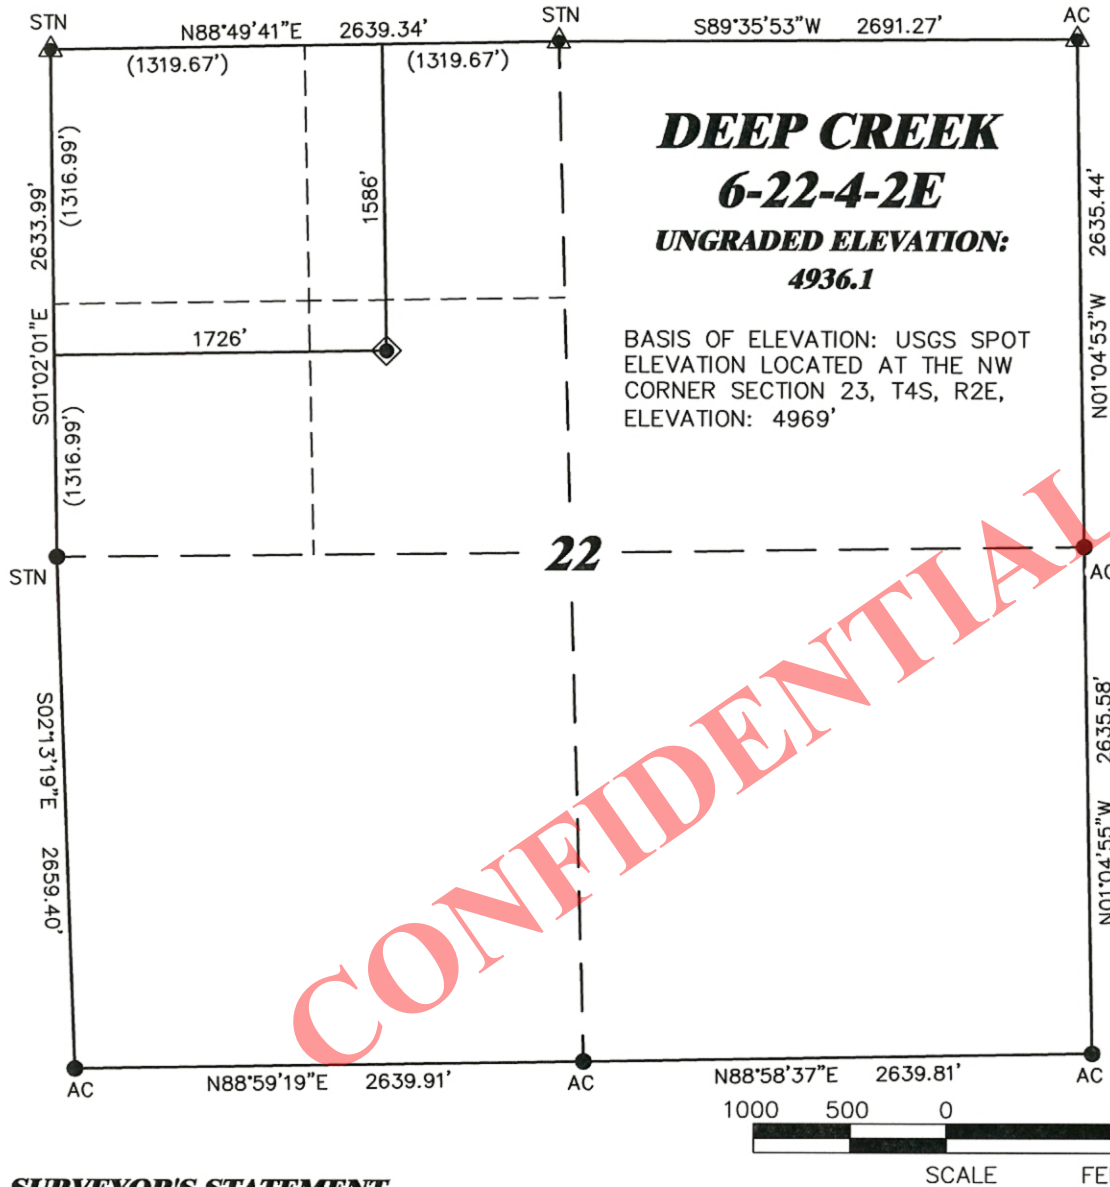 STN
N88°49'41"E 2639.34'
STN
S89°35'53"W 2691.27'
AC
(1319.67')
(1319.67')
(1316.99')
2633.99'
S01°02'01"E
(1316.99')
1586'
1726'
DEEP CREEK
6-22-4-2E
UNGRADED ELEVATION:
4936.1
BASIS OF ELEVATION: USGS SPOT
ELEVATION LOCATED AT THE NW
CORNER SECTION 23, T4S, R2E,
ELEVATION: 4969'
2635.44'
N01°04'53"W
STN
22
AC
CONFIDENTIAL
S02°13'19"E 2659.40'
2635.58'
N01°04'55"W
AC
N88°59'19"E 2639.91'
AC
N88°58'37"E 2639.81'
AC
1000 500 0
SCALE
SURVEYOR'S STATEMENT